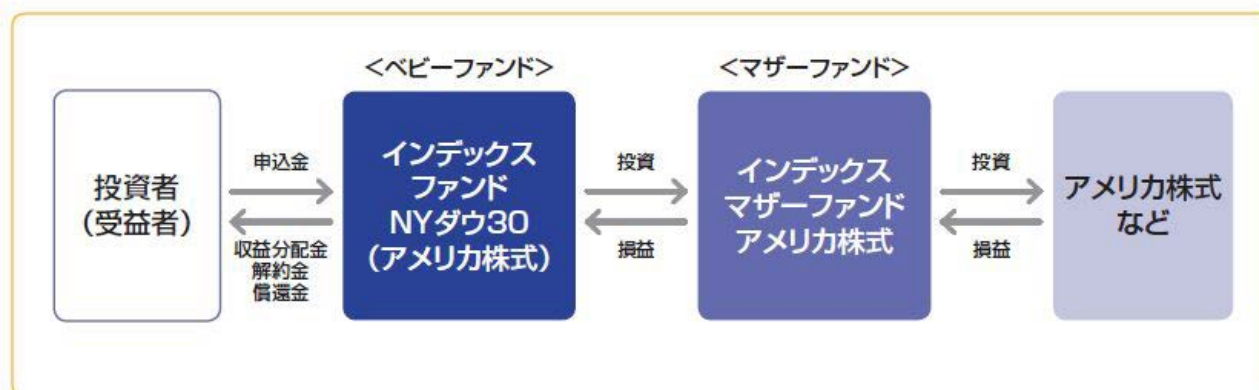 <ベビーファンド>
<マザーファンド>
投資者
(受益者)
申込金
収益分配金
解約金
償還金
インデックス
ファンド
NYダウ30
(アメリカ株式)
投資
損益
インデックス
マザーファンド
アメリカ株式
投資
損益
アメリカ株式
など